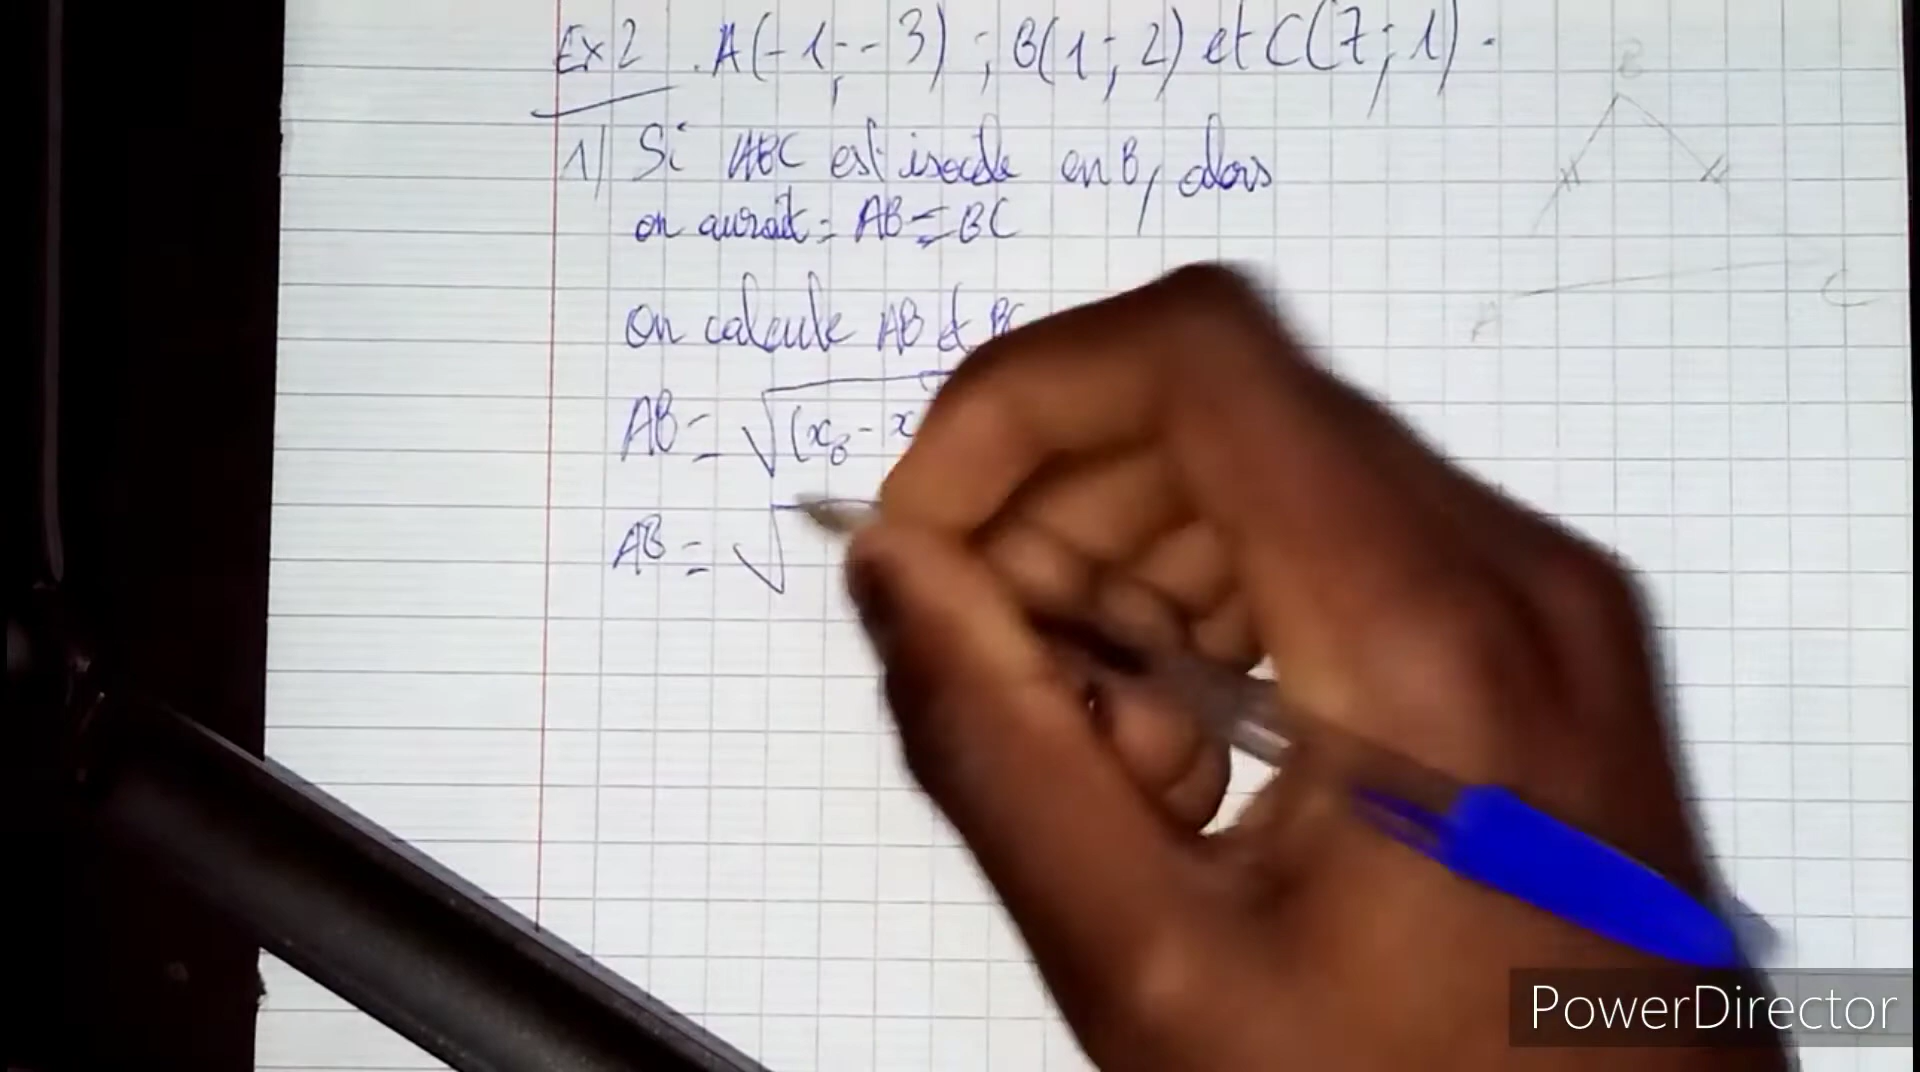 Ex 2 . A(-1; -3) ; B(1; 2) et C(7; 1).
1) Si ABC est isocèle en B, alors
on aurait = AB = BC
on calcule AB et BC
AB = √(x_B - x
AB = √
B
A
C
PowerDirector